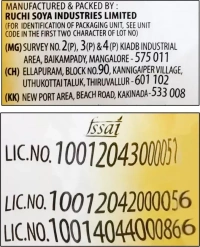 MANUFACTURED & PACKED BY :
RUCHI SOYA INDUSTRIES LIMITED
(FOR IDENTIFICATION OF PACKAGING UNIT, SEE UNIT
CODE IN THE FIRST TWO CHARACTER OF LOT NO)
(MG) SURVEY NO. 2(P), 3(P) & 4(P) KIADB INDUSTRIAL
AREA, BAIKAMPADY, MANGALORE - 575 011
(CH) ELLAPURAM, BLOCK NO. 90, KANNIGAIPER VILLAGE,
UTHUKOTTAI TALUK, THIRUVALLUR - 601 102
(KK) NEW PORT AREA, BEACH ROAD, KAKINADA - 533 008
fssai
LIC.NO. 10012043000051
LIC.NO. 10012042000056
LIC.NO. 10014044000866